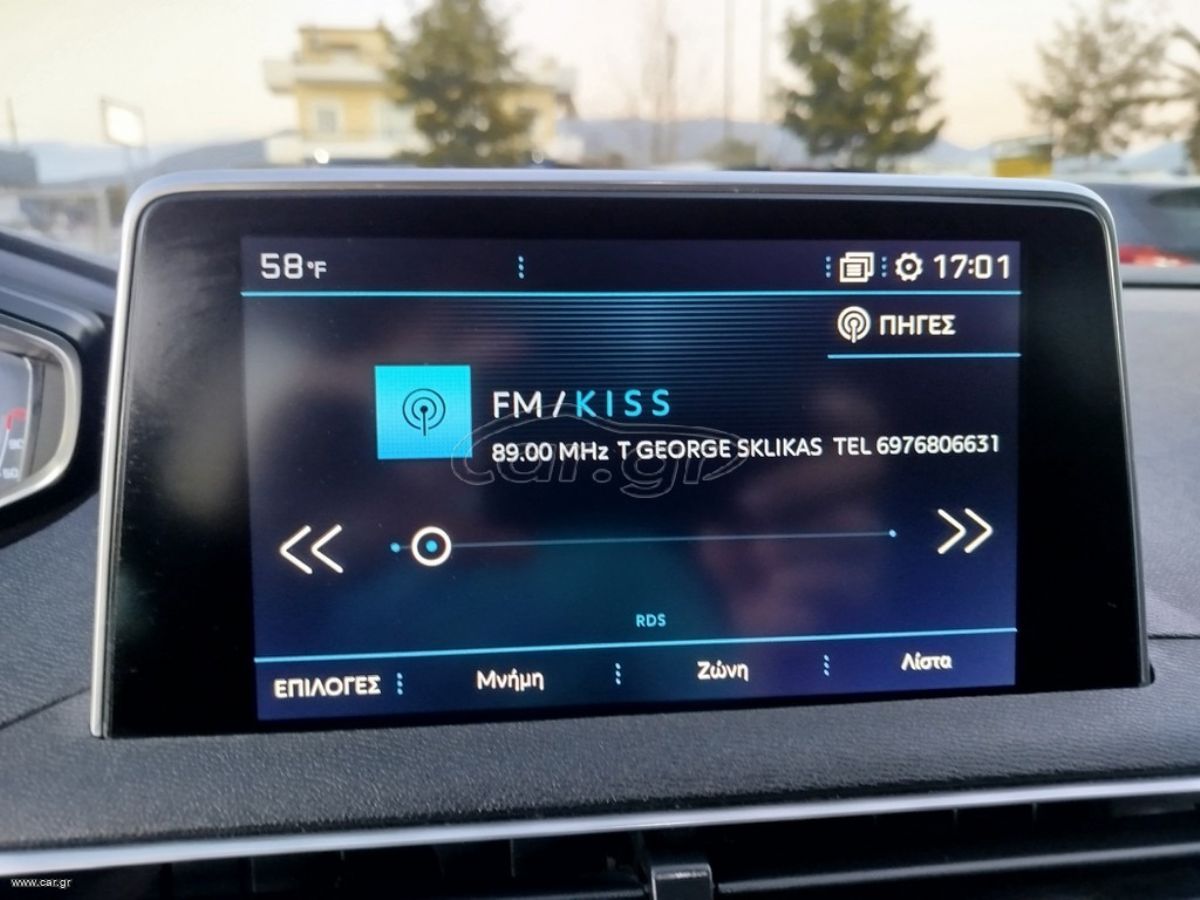 58°F
17:01
ΠΗΓΕΣ
FM / KISS
89.00 MHz T GEORGE SKLIKAS TEL 6976806631
car.gr
RDS
ΕΠΙΛΟΓΕΣ Μνήμη Ζώνη Λίστα
www.car.gr